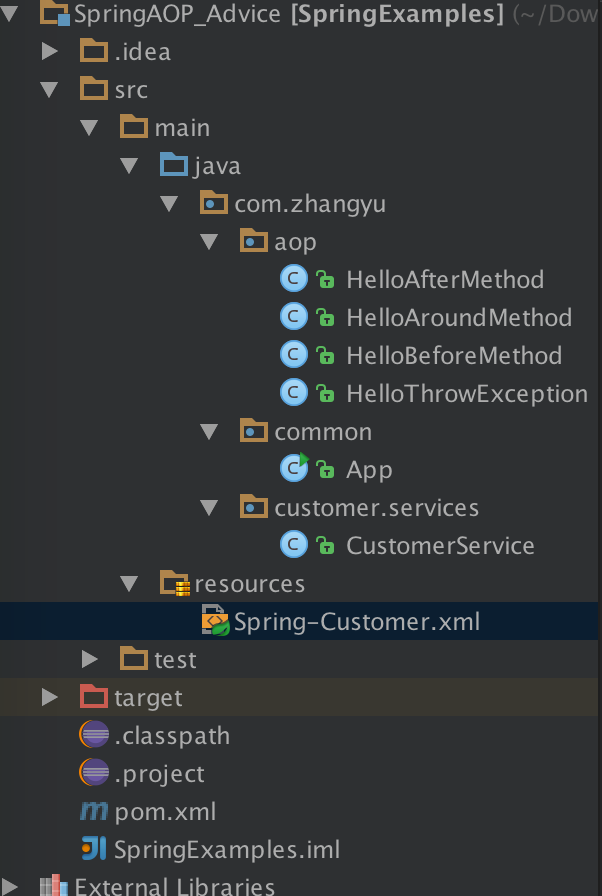 SpringAOP_Advice [SpringExamples] (~/Dow
.idea
src
main
java
com.zhangyu
aop
C HelloAfterMethod
C HelloAroundMethod
C HelloBeforeMethod
C HelloThrowException
common
C App
customer.services
C CustomerService
resources
Spring-Customer.xml
test
target
.classpath
.project
m pom.xml
SpringExamples.iml
External Libraries